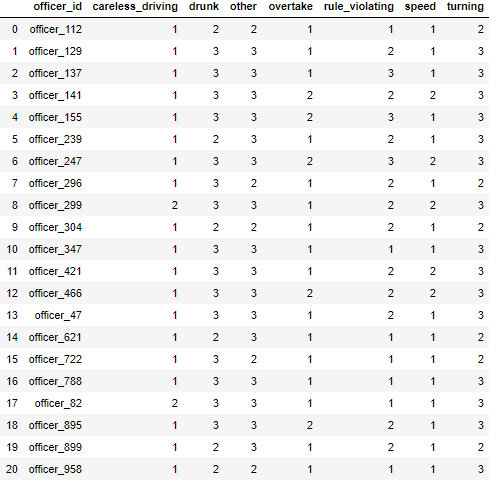 officer_id careless_driving drunk other overtake rule_violating speed turning
0 officer_112 1 2 2 1 1 1 2
1 officer_129 1 3 3 1 2 1 3
2 officer_137 1 3 3 1 3 1 3
3 officer_141 1 3 3 2 2 2 3
4 officer_155 1 3 3 2 3 1 3
5 officer_239 1 2 3 1 2 1 3
6 officer_247 1 3 3 2 3 2 3
7 officer_296 1 3 2 1 2 1 2
8 officer_299 2 3 3 1 2 2 3
9 officer_304 1 2 2 1 2 1 2
10 officer_347 1 3 3 1 1 1 3
11 officer_421 1 3 3 1 2 2 3
12 officer_466 1 3 3 2 2 2 3
13 officer_47 1 3 3 1 2 1 3
14 officer_621 1 2 3 1 1 1 2
15 officer_722 1 3 2 1 1 1 2
16 officer_788 1 3 3 1 1 1 3
17 officer_82 2 3 3 1 1 1 3
18 officer_895 1 3 3 2 2 1 3
19 officer_899 1 2 3 1 2 1 2
20 officer_958 1 2 2 1 1 1 3